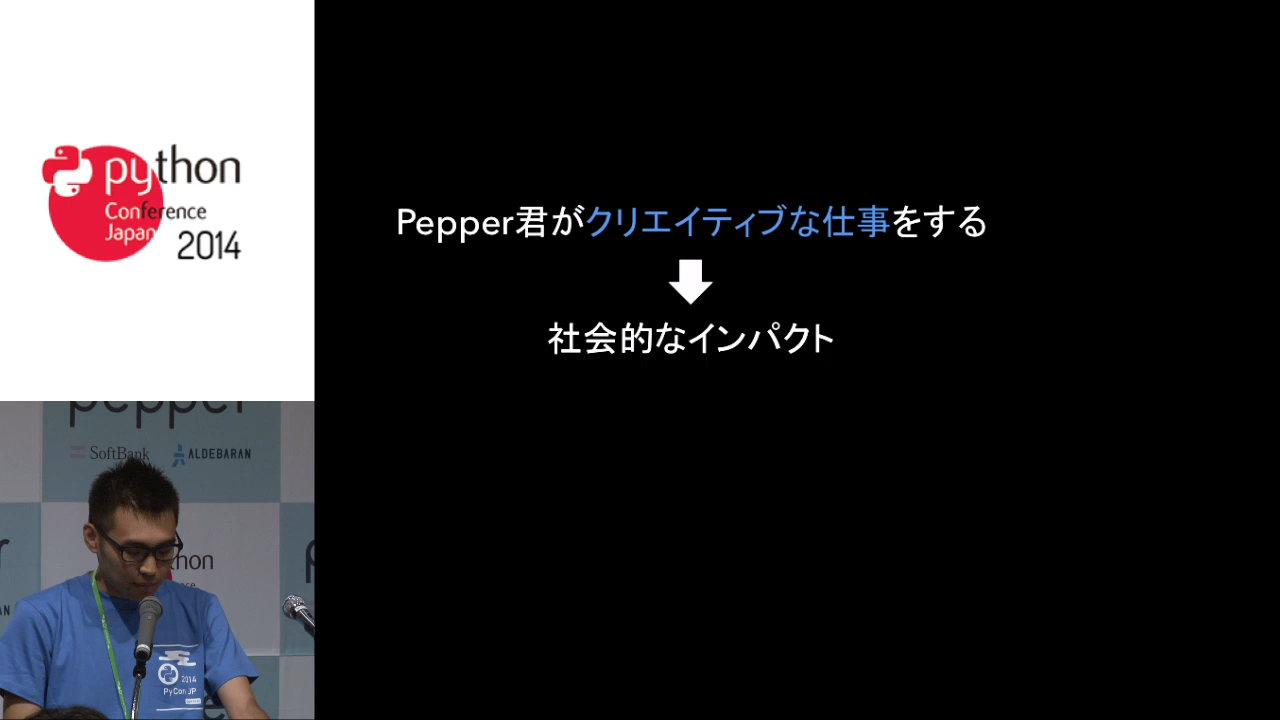 python
Conference
Japan 2014
Pepper君がクリエイティブな仕事をする
社会的なインパクト
pepper
SoftBank ALDEBARAN
thon
2014
PyCon JP